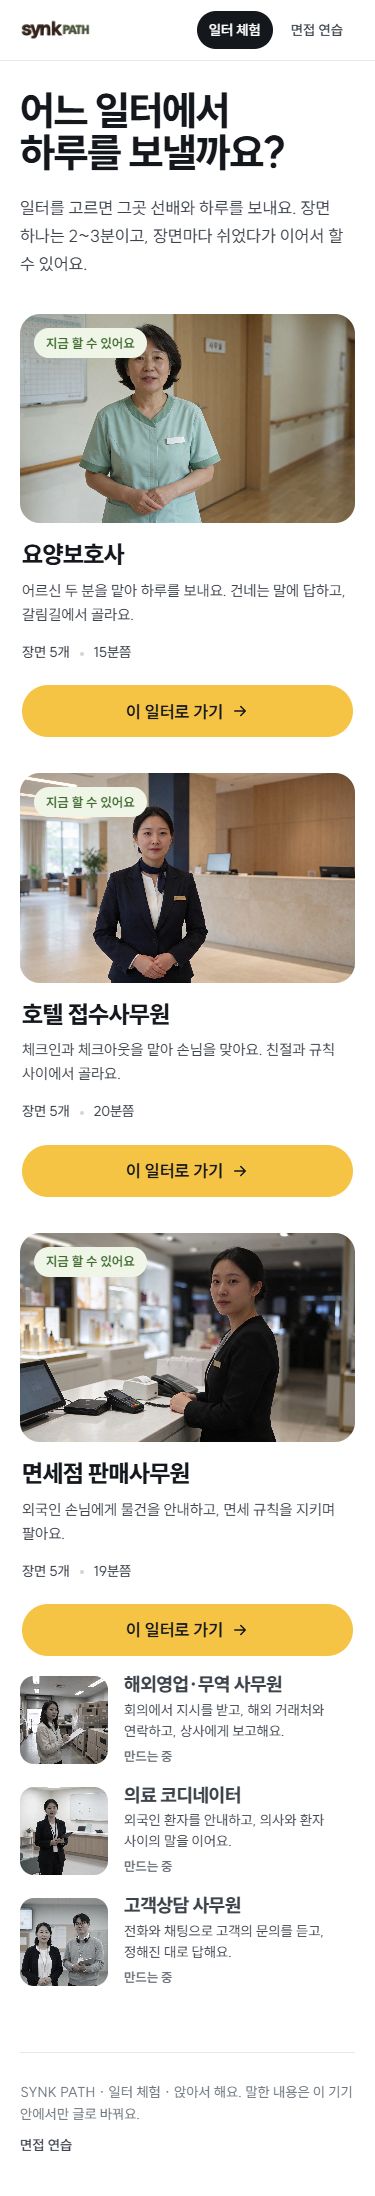 synk PATH
일터 체험
면접 연습
어느 일터에서
하루를 보낼까요?
일터를 고르면 그곳 선배와 하루를 보내요. 장면
하나는 2~3분이고, 장면마다 쉬었다가 이어서 할
수 있어요.
지금 할 수 있어요
사무실
요양보호사
어르신 두 분을 맡아 하루를 보내요. 건네는 말에 답하고,
갈림길에서 골라요.
장면 5개 • 15분쯤
이 일터로 가기 →
지금 할 수 있어요
호텔 접수사무원
체크인과 체크아웃을 맡아 손님을 맞아요. 친절과 규칙
사이에서 골라요.
장면 5개 • 20분쯤
이 일터로 가기 →
지금 할 수 있어요
면세점 판매사무원
외국인 손님에게 물건을 안내하고, 면세 규칙을 지키며
팔아요.
장면 5개 • 19분쯤
이 일터로 가기 →
해외영업·무역 사무원
회의에서 지시를 받고, 해외 거래처와
연락하고, 상사에게 보고해요.
만드는 중
의료 코디네이터
외국인 환자를 안내하고, 의사와 환자
사이의 말을 이어요.
만드는 중
고객상담 사무원
전화와 채팅으로 고객의 문의를 듣고,
정해진 대로 답해요.
만드는 중
SYNK PATH · 일터 체험 · 앉아서 해요. 말한 내용은 이 기기
안에서만 글로 바꿔요.
면접 연습